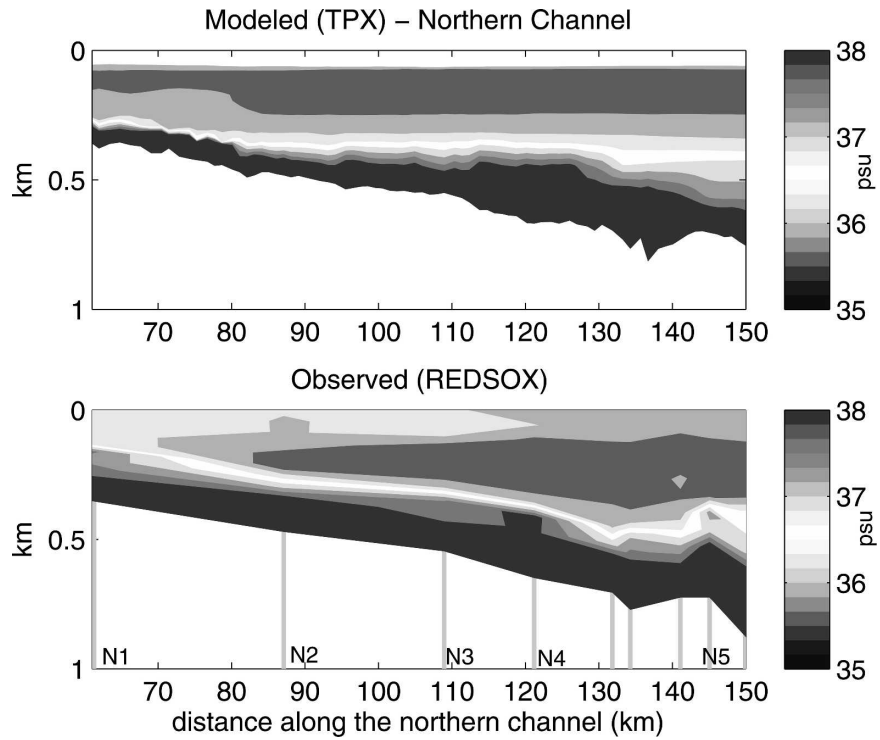 Modeled (TPX) – Northern Channel
0
0.5
1
km
70 80 90 100 110 120 130 140 150
38
37
36
35
psu
Observed (REDSOX)
0
0.5
1
km
N1 N2 N3 N4 N5
70 80 90 100 110 120 130 140 150
distance along the northern channel (km)
38
37
36
35
psu